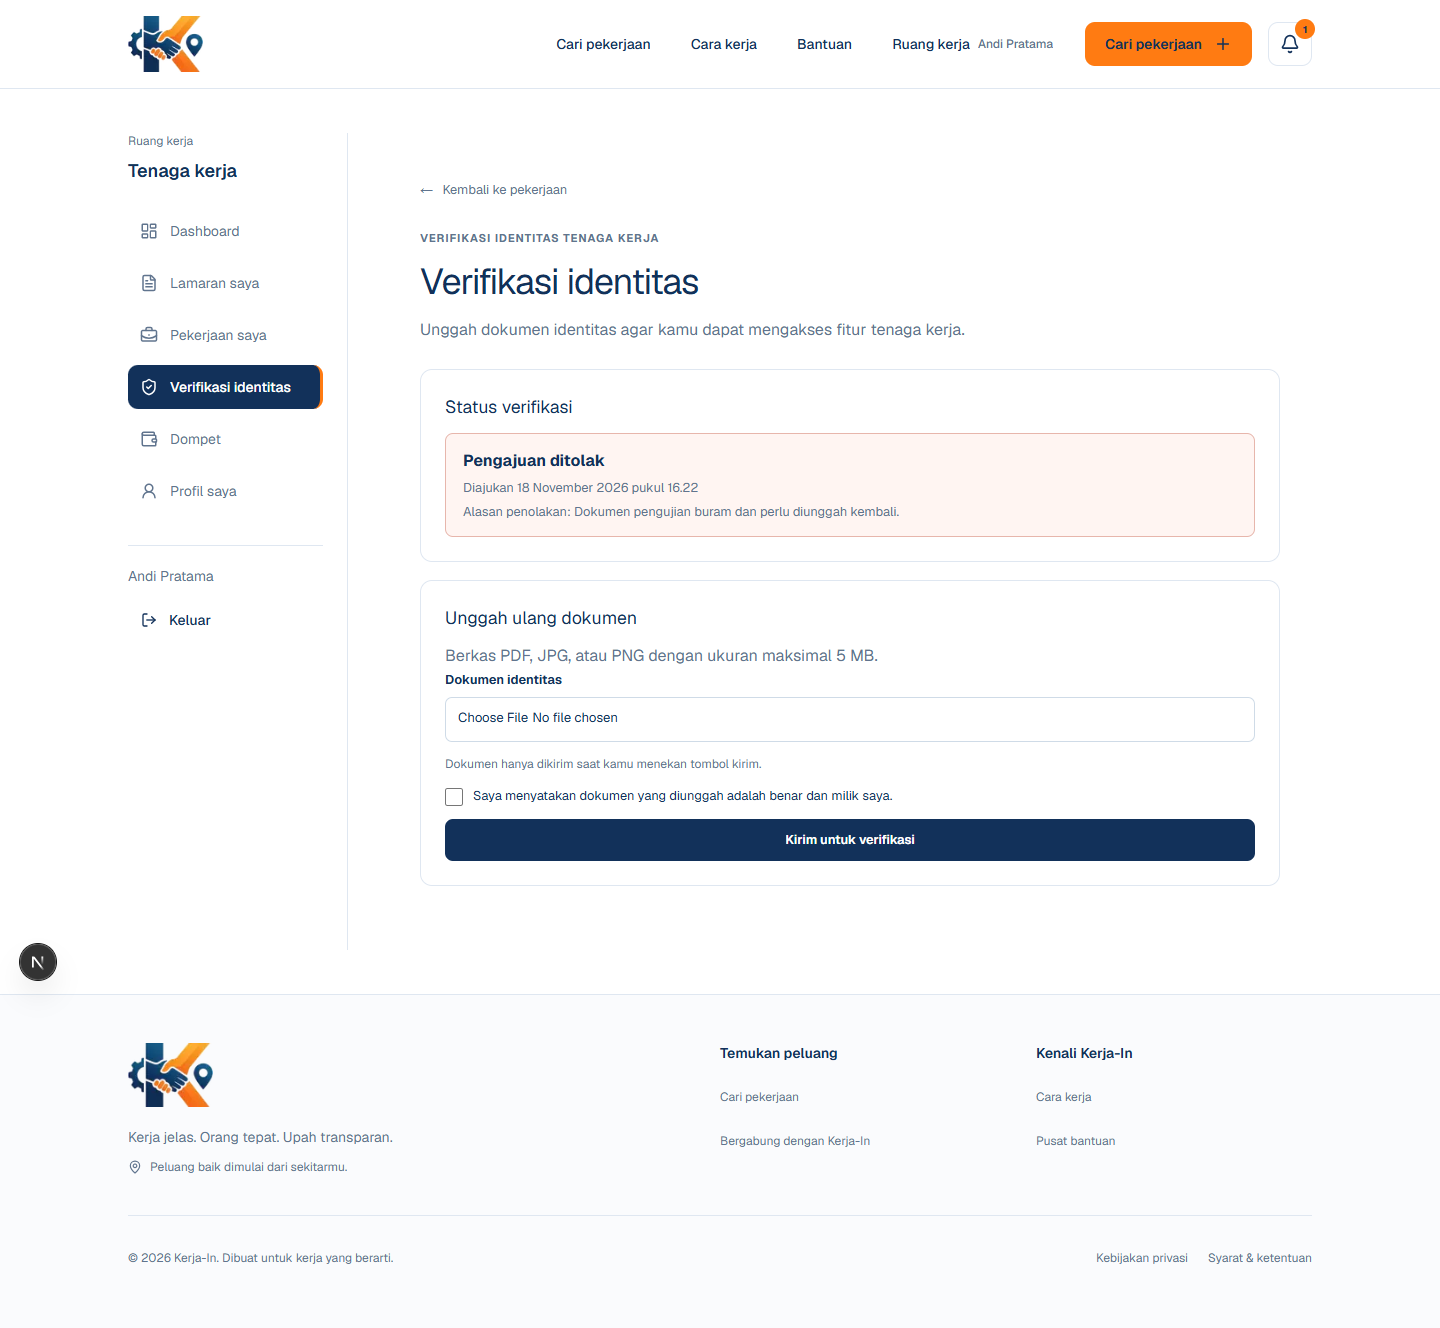 Cari pekerjaan
Cara kerja
Bantuan
Ruang kerja Andi Pratama
Cari pekerjaan
1
Ruang kerja
Tenaga kerja
Dashboard
Lamaran saya
Pekerjaan saya
Verifikasi identitas
Dompet
Profil saya
Andi Pratama
Keluar
← Kembali ke pekerjaan
VERIFIKASI IDENTITAS TENAGA KERJA
Verifikasi identitas
Unggah dokumen identitas agar kamu dapat mengakses fitur tenaga kerja.
Status verifikasi
Pengajuan ditolak
Diajukan 18 November 2026 pukul 16.22
Alasan penolakan: Dokumen pengujian buram dan perlu diunggah kembali.
Unggah ulang dokumen
Berkas PDF, JPG, atau PNG dengan ukuran maksimal 5 MB.
Dokumen identitas
Choose File No file chosen
Dokumen hanya dikirim saat kamu menekan tombol kirim.
Saya menyatakan dokumen yang diunggah adalah benar dan milik saya.
Kirim untuk verifikasi
N
K
Kerja jelas. Orang tepat. Upah transparan.
Peluang baik dimulai dari sekitarmu.
Temukan peluang
Cari pekerjaan
Bergabung dengan Kerja-In
Kenali Kerja-In
Cara kerja
Pusat bantuan
© 2026 Kerja-In. Dibuat untuk kerja yang berarti.
Kebijakan privasi
Syarat & ketentuan